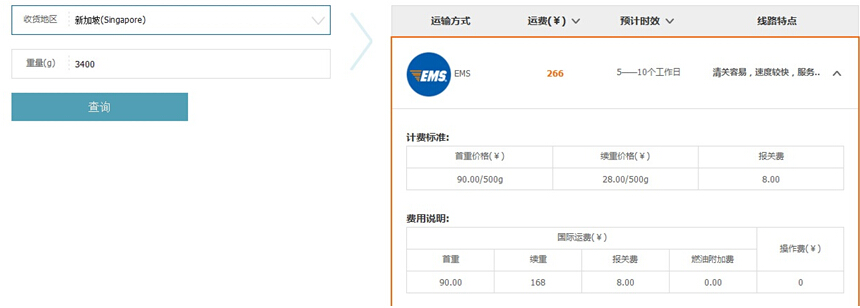 收货地区 新加坡(Singapore)
重量(g) 3400
查询
运输方式 运费(￥) 预计时效 线路特点
EMS EMS 266 5——10个工作日 清关容易，速度较快，服务..
计费标准:
首重价格(￥) 续重价格(￥) 报关费
90.00/500g 28.00/500g 8.00
费用说明:
国际运费(￥) 操作费(￥)
首重 续重 报关费 燃油附加费
90.00 168 8.00 0.00 0